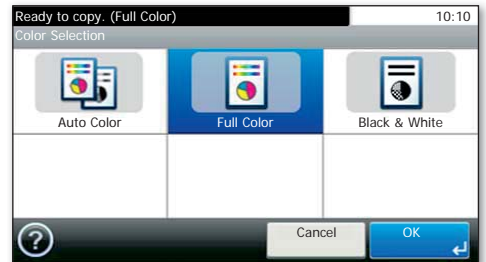 Ready to copy. (Full Color) 10:10
Color Selection
Auto Color Full Color Black & White
? Cancel OK